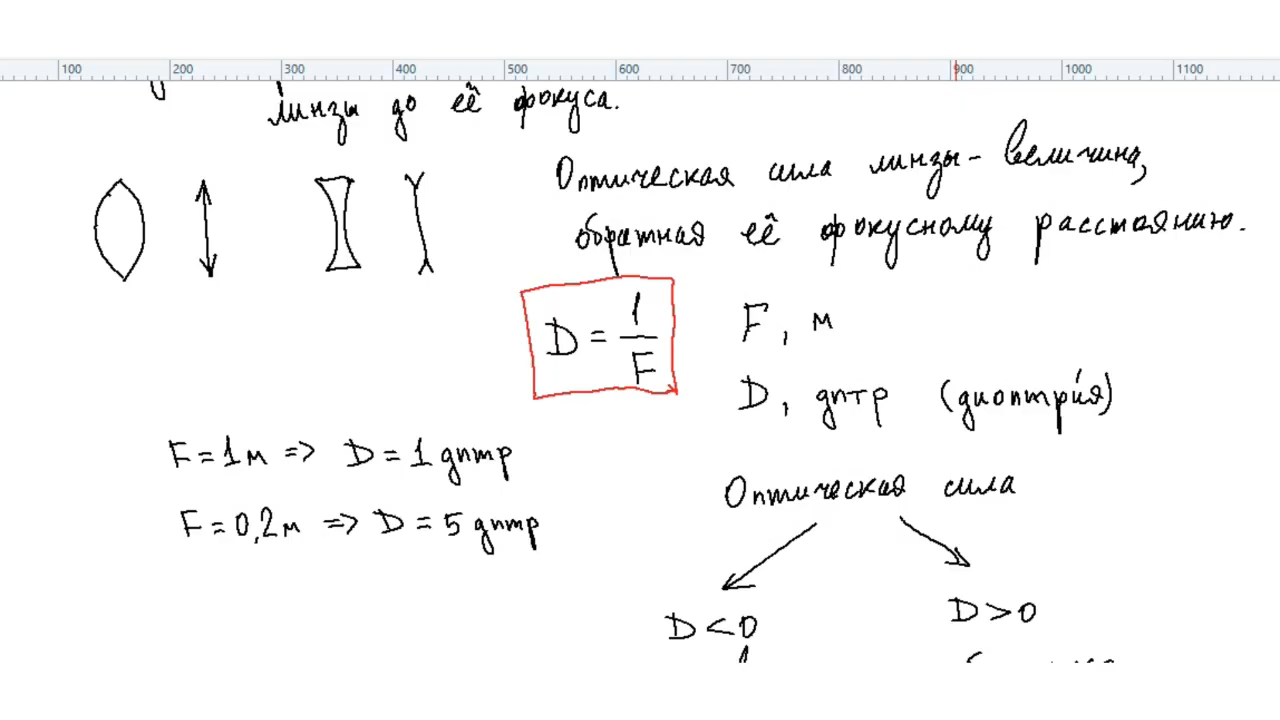 100 200 300 400 500 600 700 800 900 1000 1100
линзы до её фокуса.
Оптическая сила линзы - величина,
обратная её фокусному расстоянию.
D = 1/F
F, м
D, дптр (диоптри́я)
F = 1м => D = 1 дптр
F = 0,2м => D = 5 дптр
Оптическая сила
D < 0
D > 0